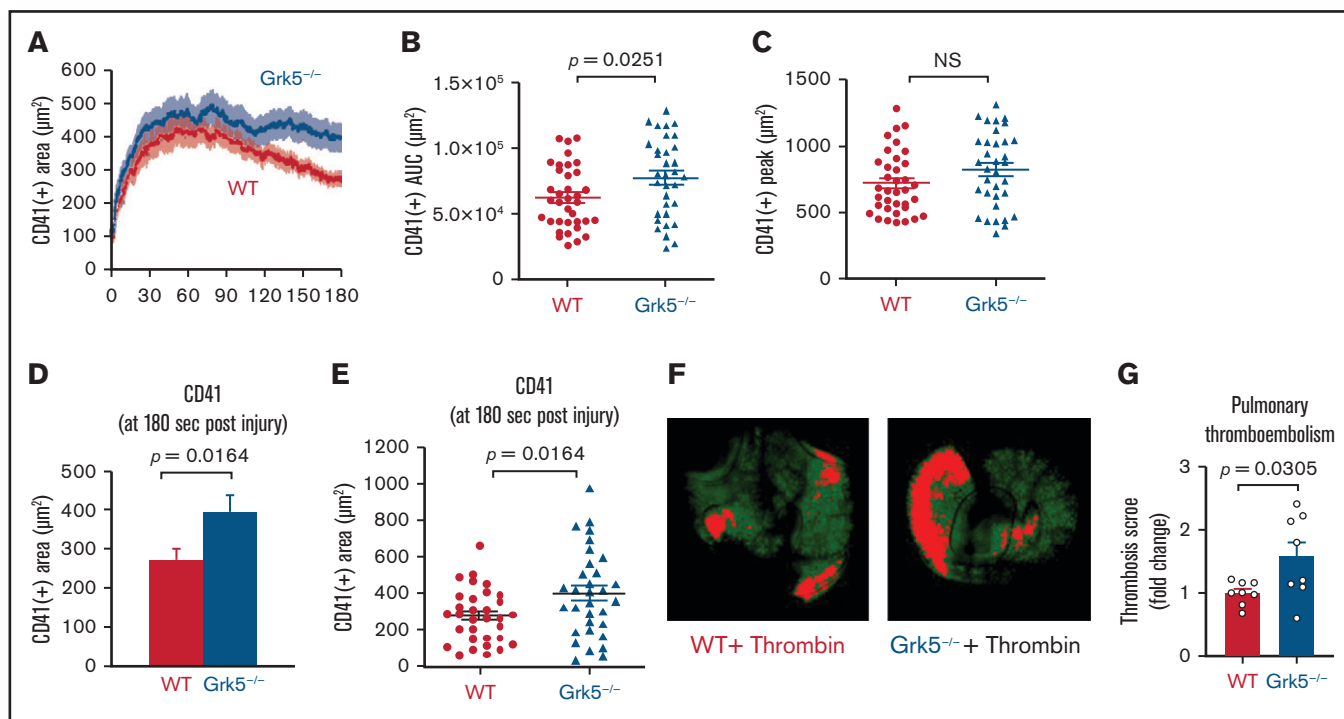 A
600
500
400
300
200
100
0
CD41(+) area (µm²)
Grk5⁻/⁻
WT
0 30 60 90 120 150 180
B
p = 0.0251
1.5×10⁵
1.0×10⁵
5.0×10⁴
0
CD41(+) AUC (µm²)
WT Grk5⁻/⁻
C
NS
1500
1000
500
0
CD41(+) peak (µm²)
WT Grk5⁻/⁻
D
CD41
(at 180 sec post injury)
p = 0.0164
500
400
300
200
100
0
CD41(+) area (µm²)
WT Grk5⁻/⁻
E
CD41
(at 180 sec post injury)
p = 0.0164
1200
1000
800
600
400
200
0
CD41(+) area (µm²)
WT Grk5⁻/⁻
F
WT+ Thrombin
Grk5⁻/⁻ + Thrombin
G
Pulmonary
thromboembolism
p = 0.0305
3
2
1
0
Thrombosis scroe
(fold change)
WT Grk5⁻/⁻